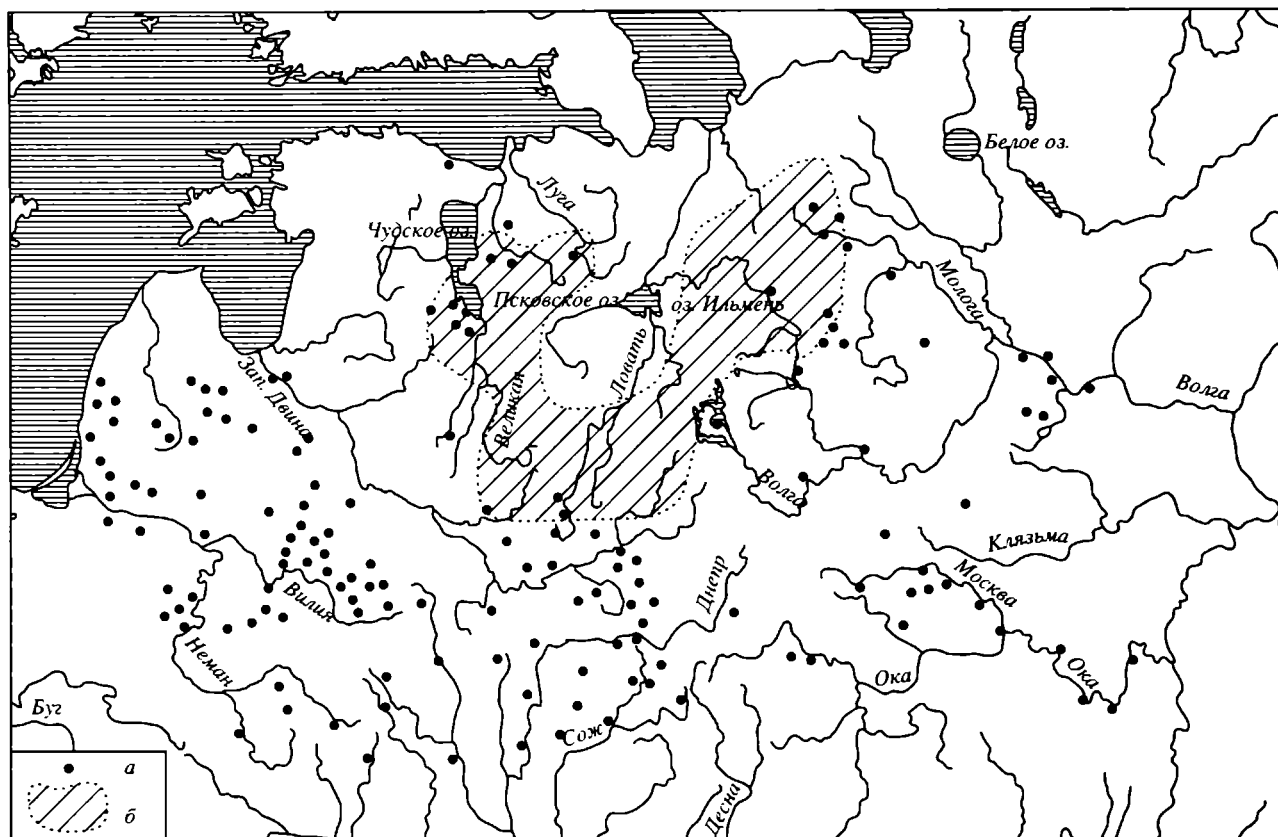 Белое оз.
Луга
Чудское оз.
Псковское оз.
оз. Ильмень
Молога
Волга
Зап. Двина
Великая
Ловать
Волга
Клязьма
Москва
Днепр
Вилия
Неман
Ока
Ока
Буг
Сож
Десна
а
б